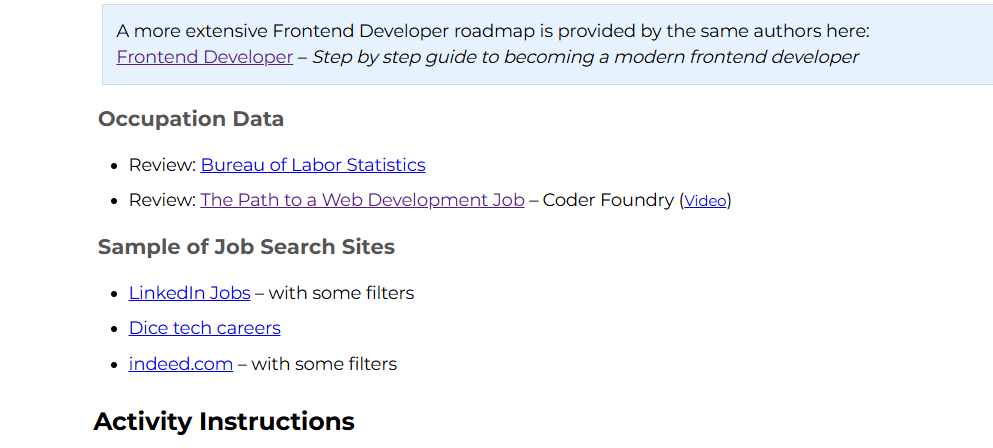 A more extensive Frontend Developer roadmap is provided by the same authors here:
Frontend Developer – Step by step guide to becoming a modern frontend developer
Occupation Data
• Review: Bureau of Labor Statistics
• Review: The Path to a Web Development Job – Coder Foundry (Video)
Sample of Job Search Sites
• LinkedIn Jobs – with some filters
• Dice tech careers
• indeed.com – with some filters
Activity Instructions